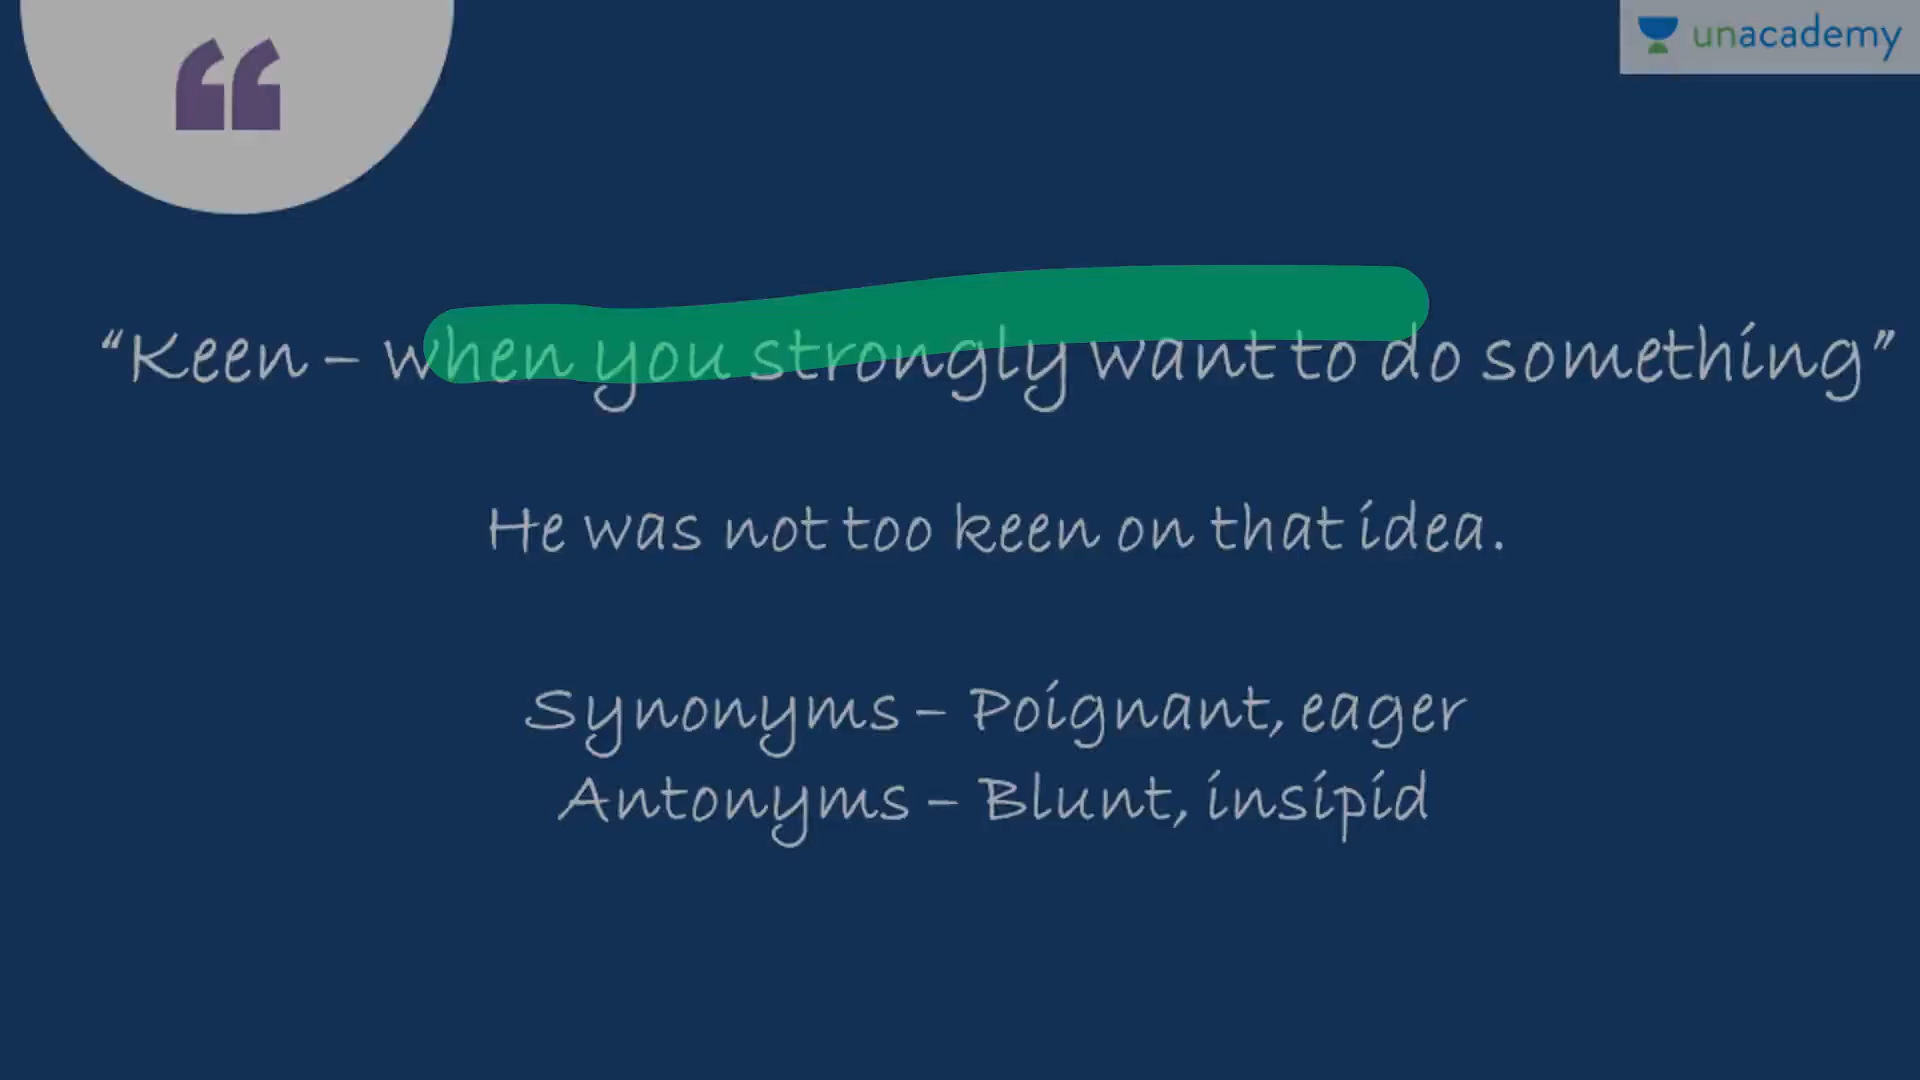 unacademy
“Keen – when you strongly want to do something”
He was not too keen on that idea.
Synonyms – Poignant, eager
Antonyms – Blunt, insipid